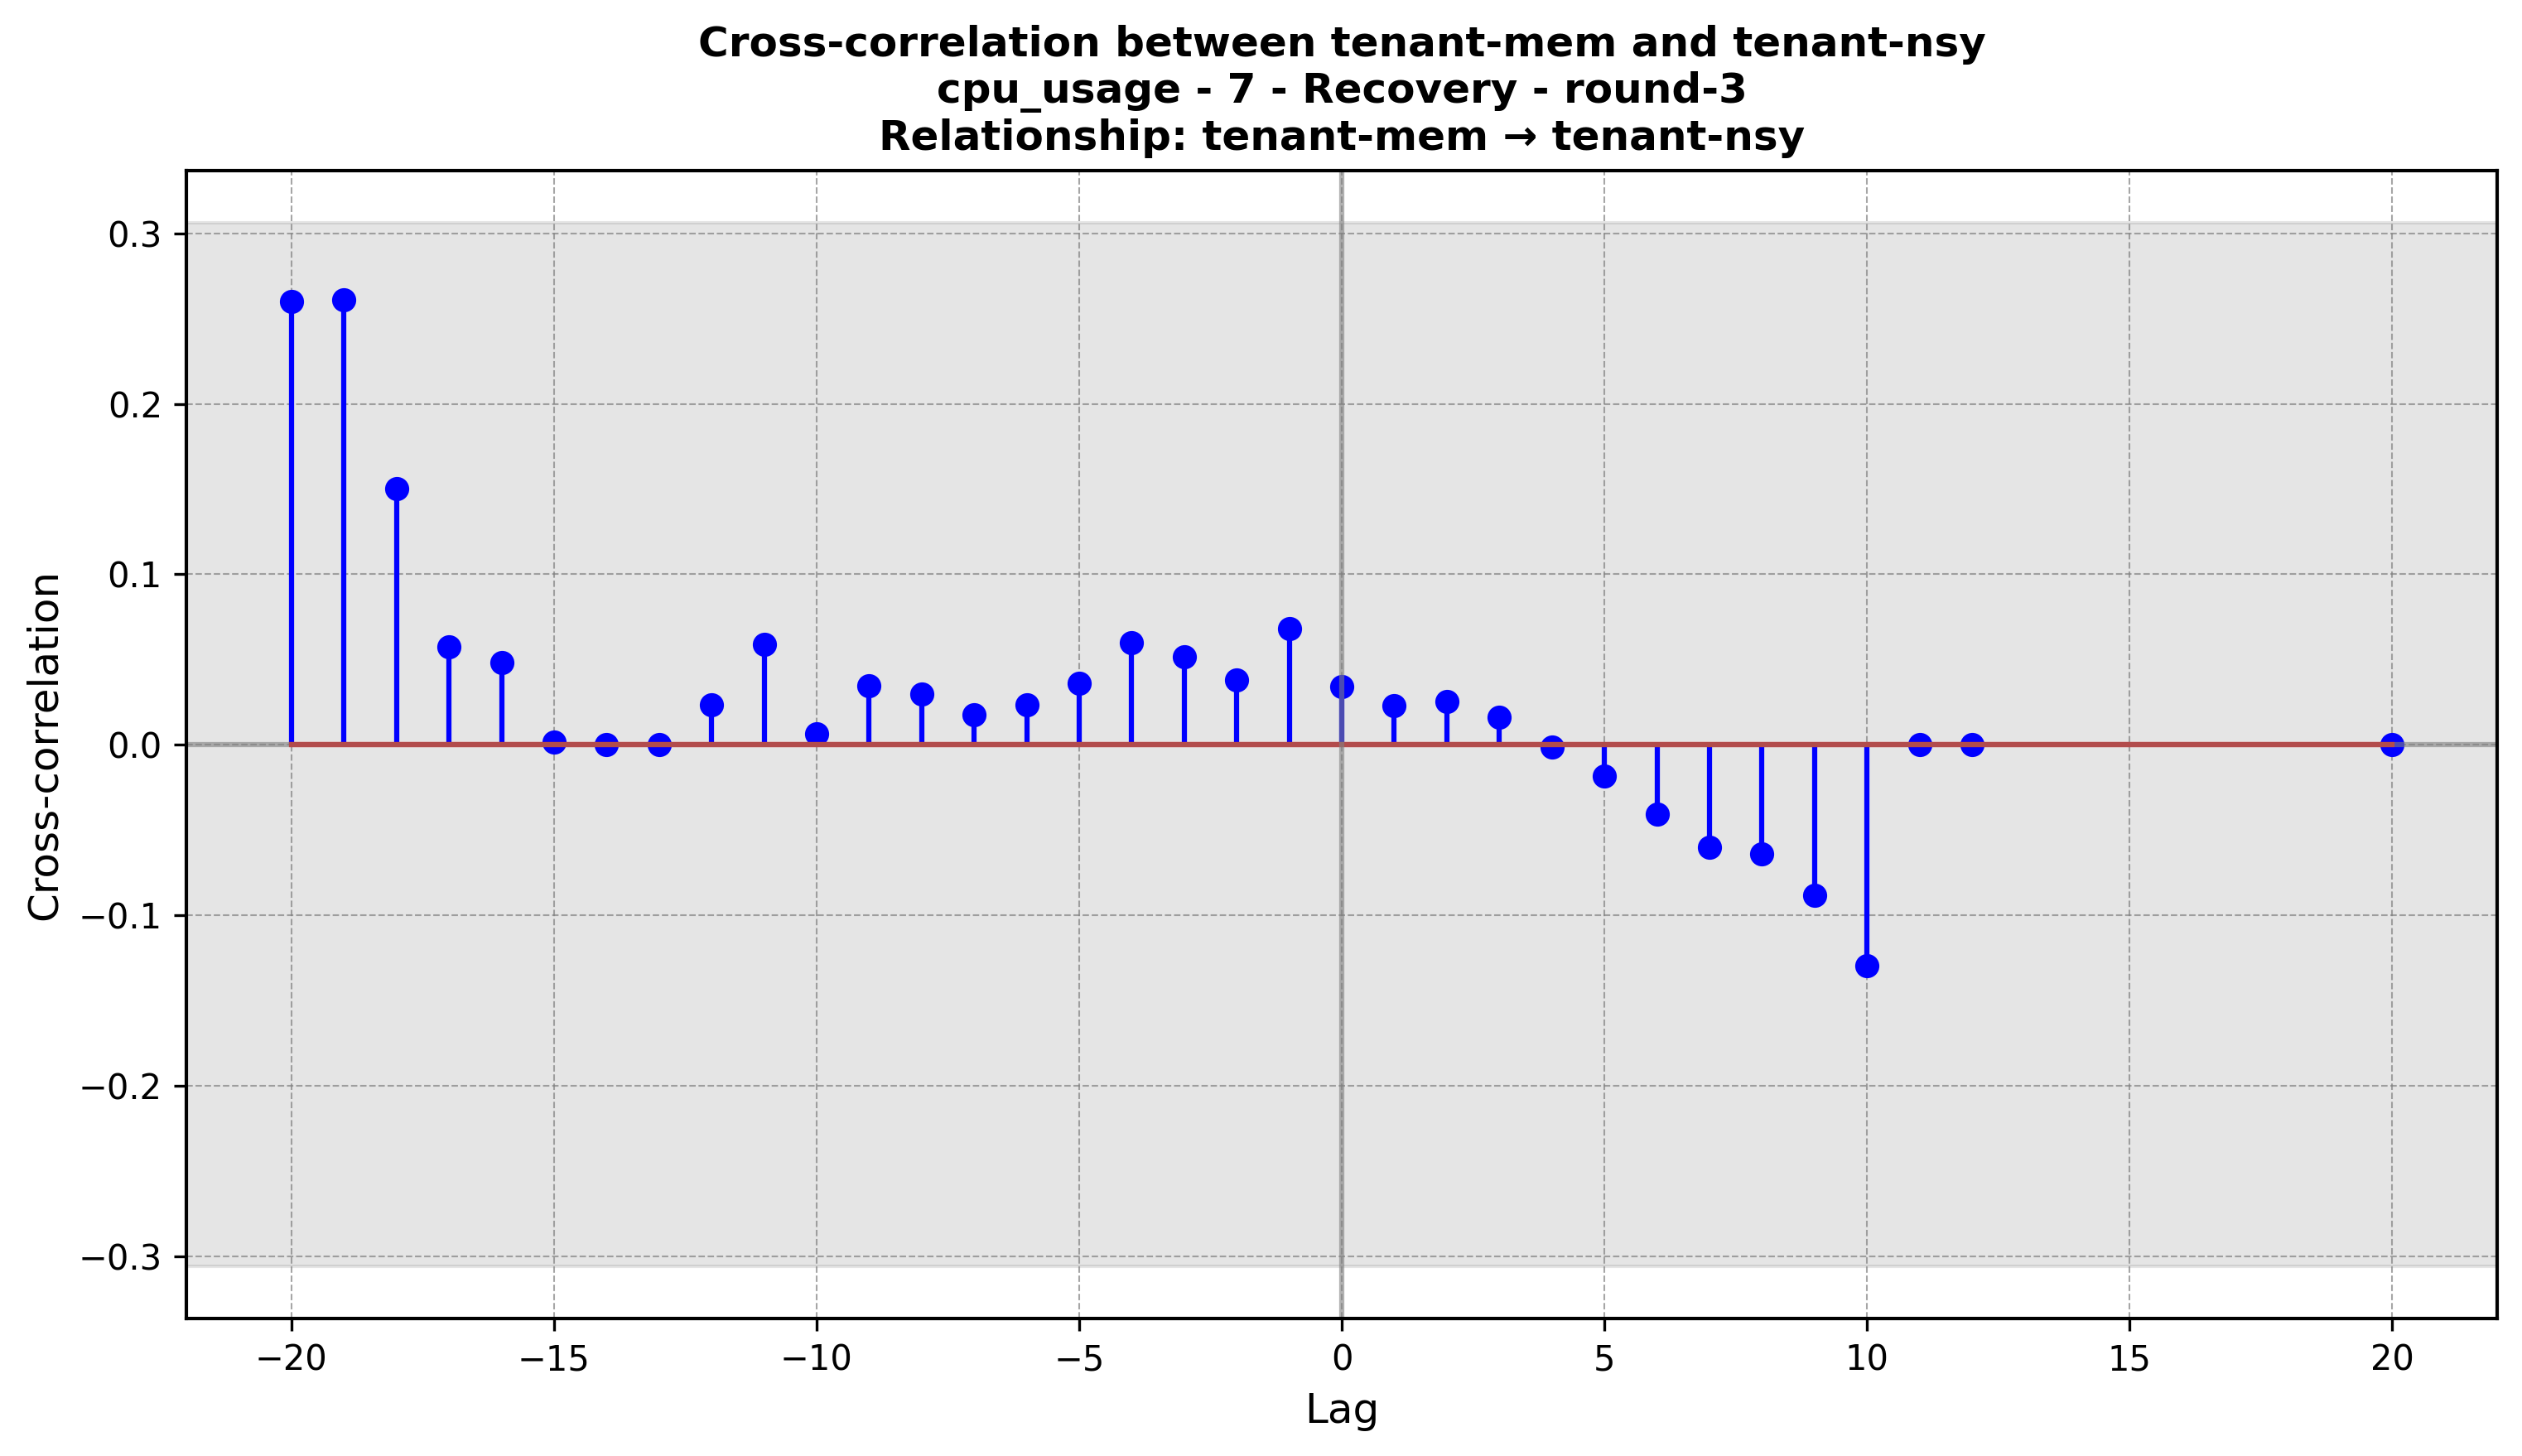 Cross-correlation between tenant-mem and tenant-nsy
cpu_usage - 7 - Recovery - round-3
Relationship: tenant-mem → tenant-nsy
Cross-correlation
0.3
0.2
0.1
0.0
−0.1
−0.2
−0.3
−20 −15 −10 −5 0 5 10 15 20
Lag